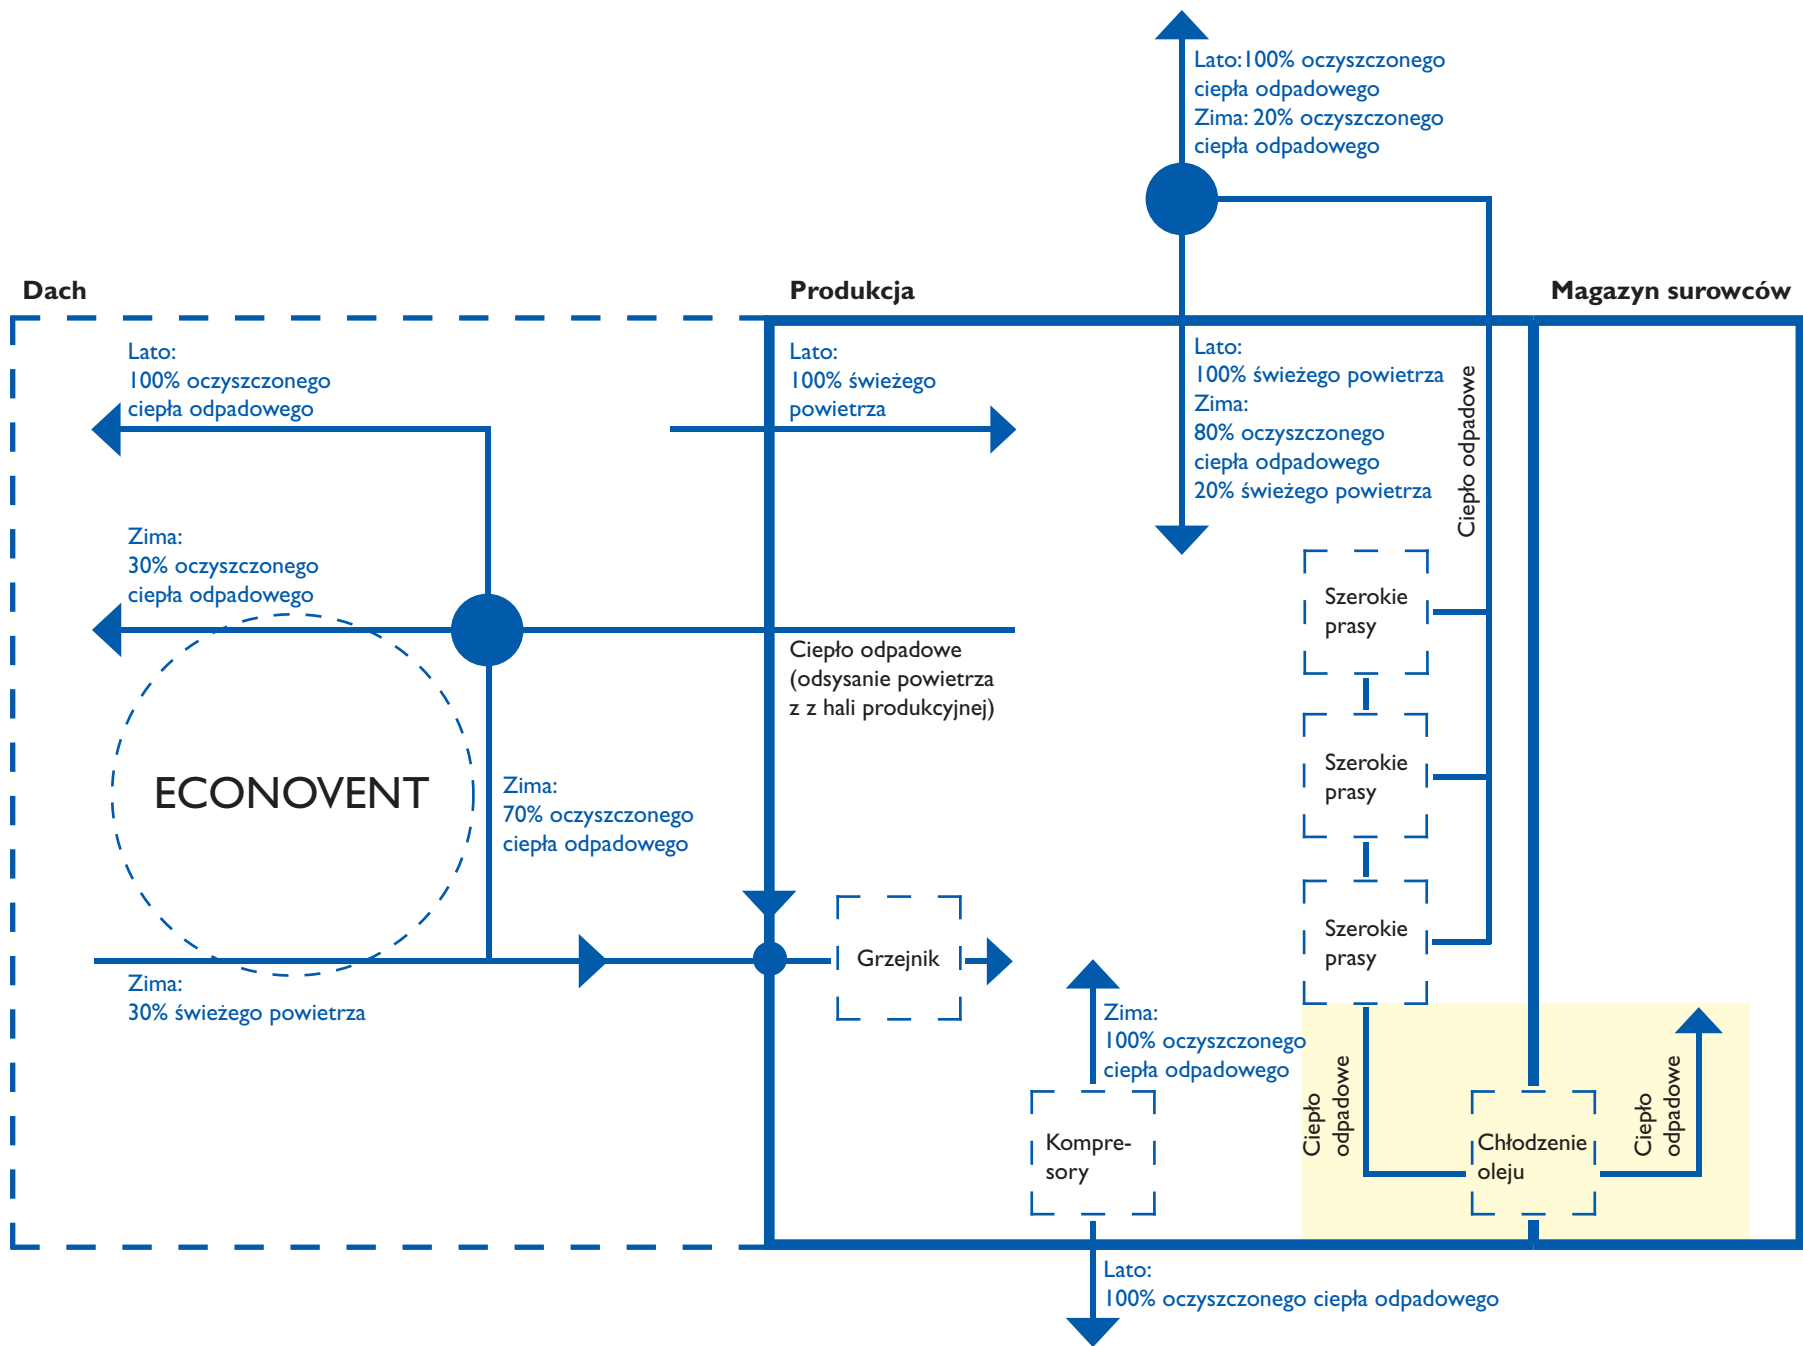 Lato:100% oczyszczonego
ciepła odpadowego
Zima: 20% oczyszczonego
ciepła odpadowego
Dach
Produkcja
Magazyn surowców
Lato:
100% oczyszczonego
ciepła odpadowego
Lato:
100% świeżego
powietrza
Lato:
100% świeżego powietrza
Zima:
80% oczyszczonego
ciepła odpadowego
20% świeżego powietrza
Ciepło odpadowe
Zima:
30% oczyszczonego
ciepła odpadowego
Ciepło odpadowe
(odsysanie powietrza
z z hali produkcyjnej)
Szerokie
prasy
Szerokie
prasy
Szerokie
prasy
ECONOVENT
Zima:
70% oczyszczonego
ciepła odpadowego
Grzejnik
Zima:
30% świeżego powietrza
Zima:
100% oczyszczonego
ciepła odpadowego
Kompre-
sory
Ciepło
odpadowe
Chłodzenie
oleju
Ciepło
odpadowe
Lato:
100% oczyszczonego ciepła odpadowego